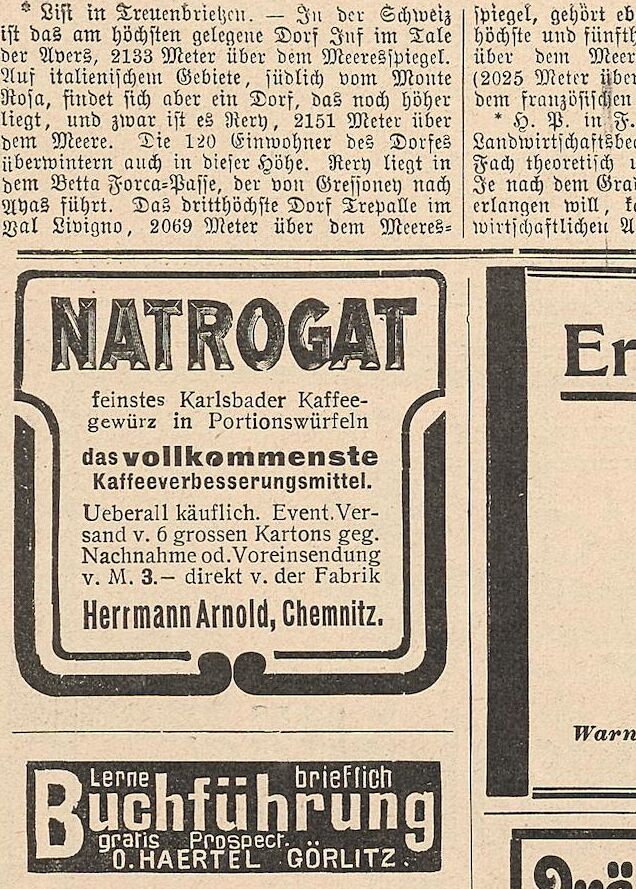 * Lisi in Treuenbrietzen. — In der Schweiz
ist das am höchsten gelegene Dorf Juf im Tale
der Avers, 2133 Meter über dem Meeresspiegel.
Auf italienischem Gebiete, südlich vom Monte
Rosa, findet sich aber ein Dorf, das noch höher
liegt, und zwar ist es Rery, 2151 Meter über
dem Meere. Die 120 Einwohner des Dorfes
überwintern auch in dieser Höhe. Rery liegt in
dem Betta Forca-Passe, der von Gressoney nach
Ayas führt. Das dritthöchste Dorf Trepalle im
Val Livigno, 2069 Meter über dem Meeres-
spiegel, gehört
höchste und
über dem Meer
(2025 Meter über
dem französischen
* H. P. in F.
Fach theoretisch
Je nach dem
erlangen will,
wirtschaftlichen
NATROGAT
feinstes Karlsbader Kaffee-
gewürz in Portionswürfeln
das vollkommenste
Kaffeeverbesserungsmittel.
Ueberall käuflich. Event. Ver-
sand v. 6 grossen Kartons geg.
Nachnahme od. Voreinsendung
v. M. 3.— direkt v. der Fabrik
Herrmann Arnold, Chemnitz.
Lerne brieflich
Buchführung
gratis Prospect.
O. HAERTEL GÖRLITZ.
Er
Warn